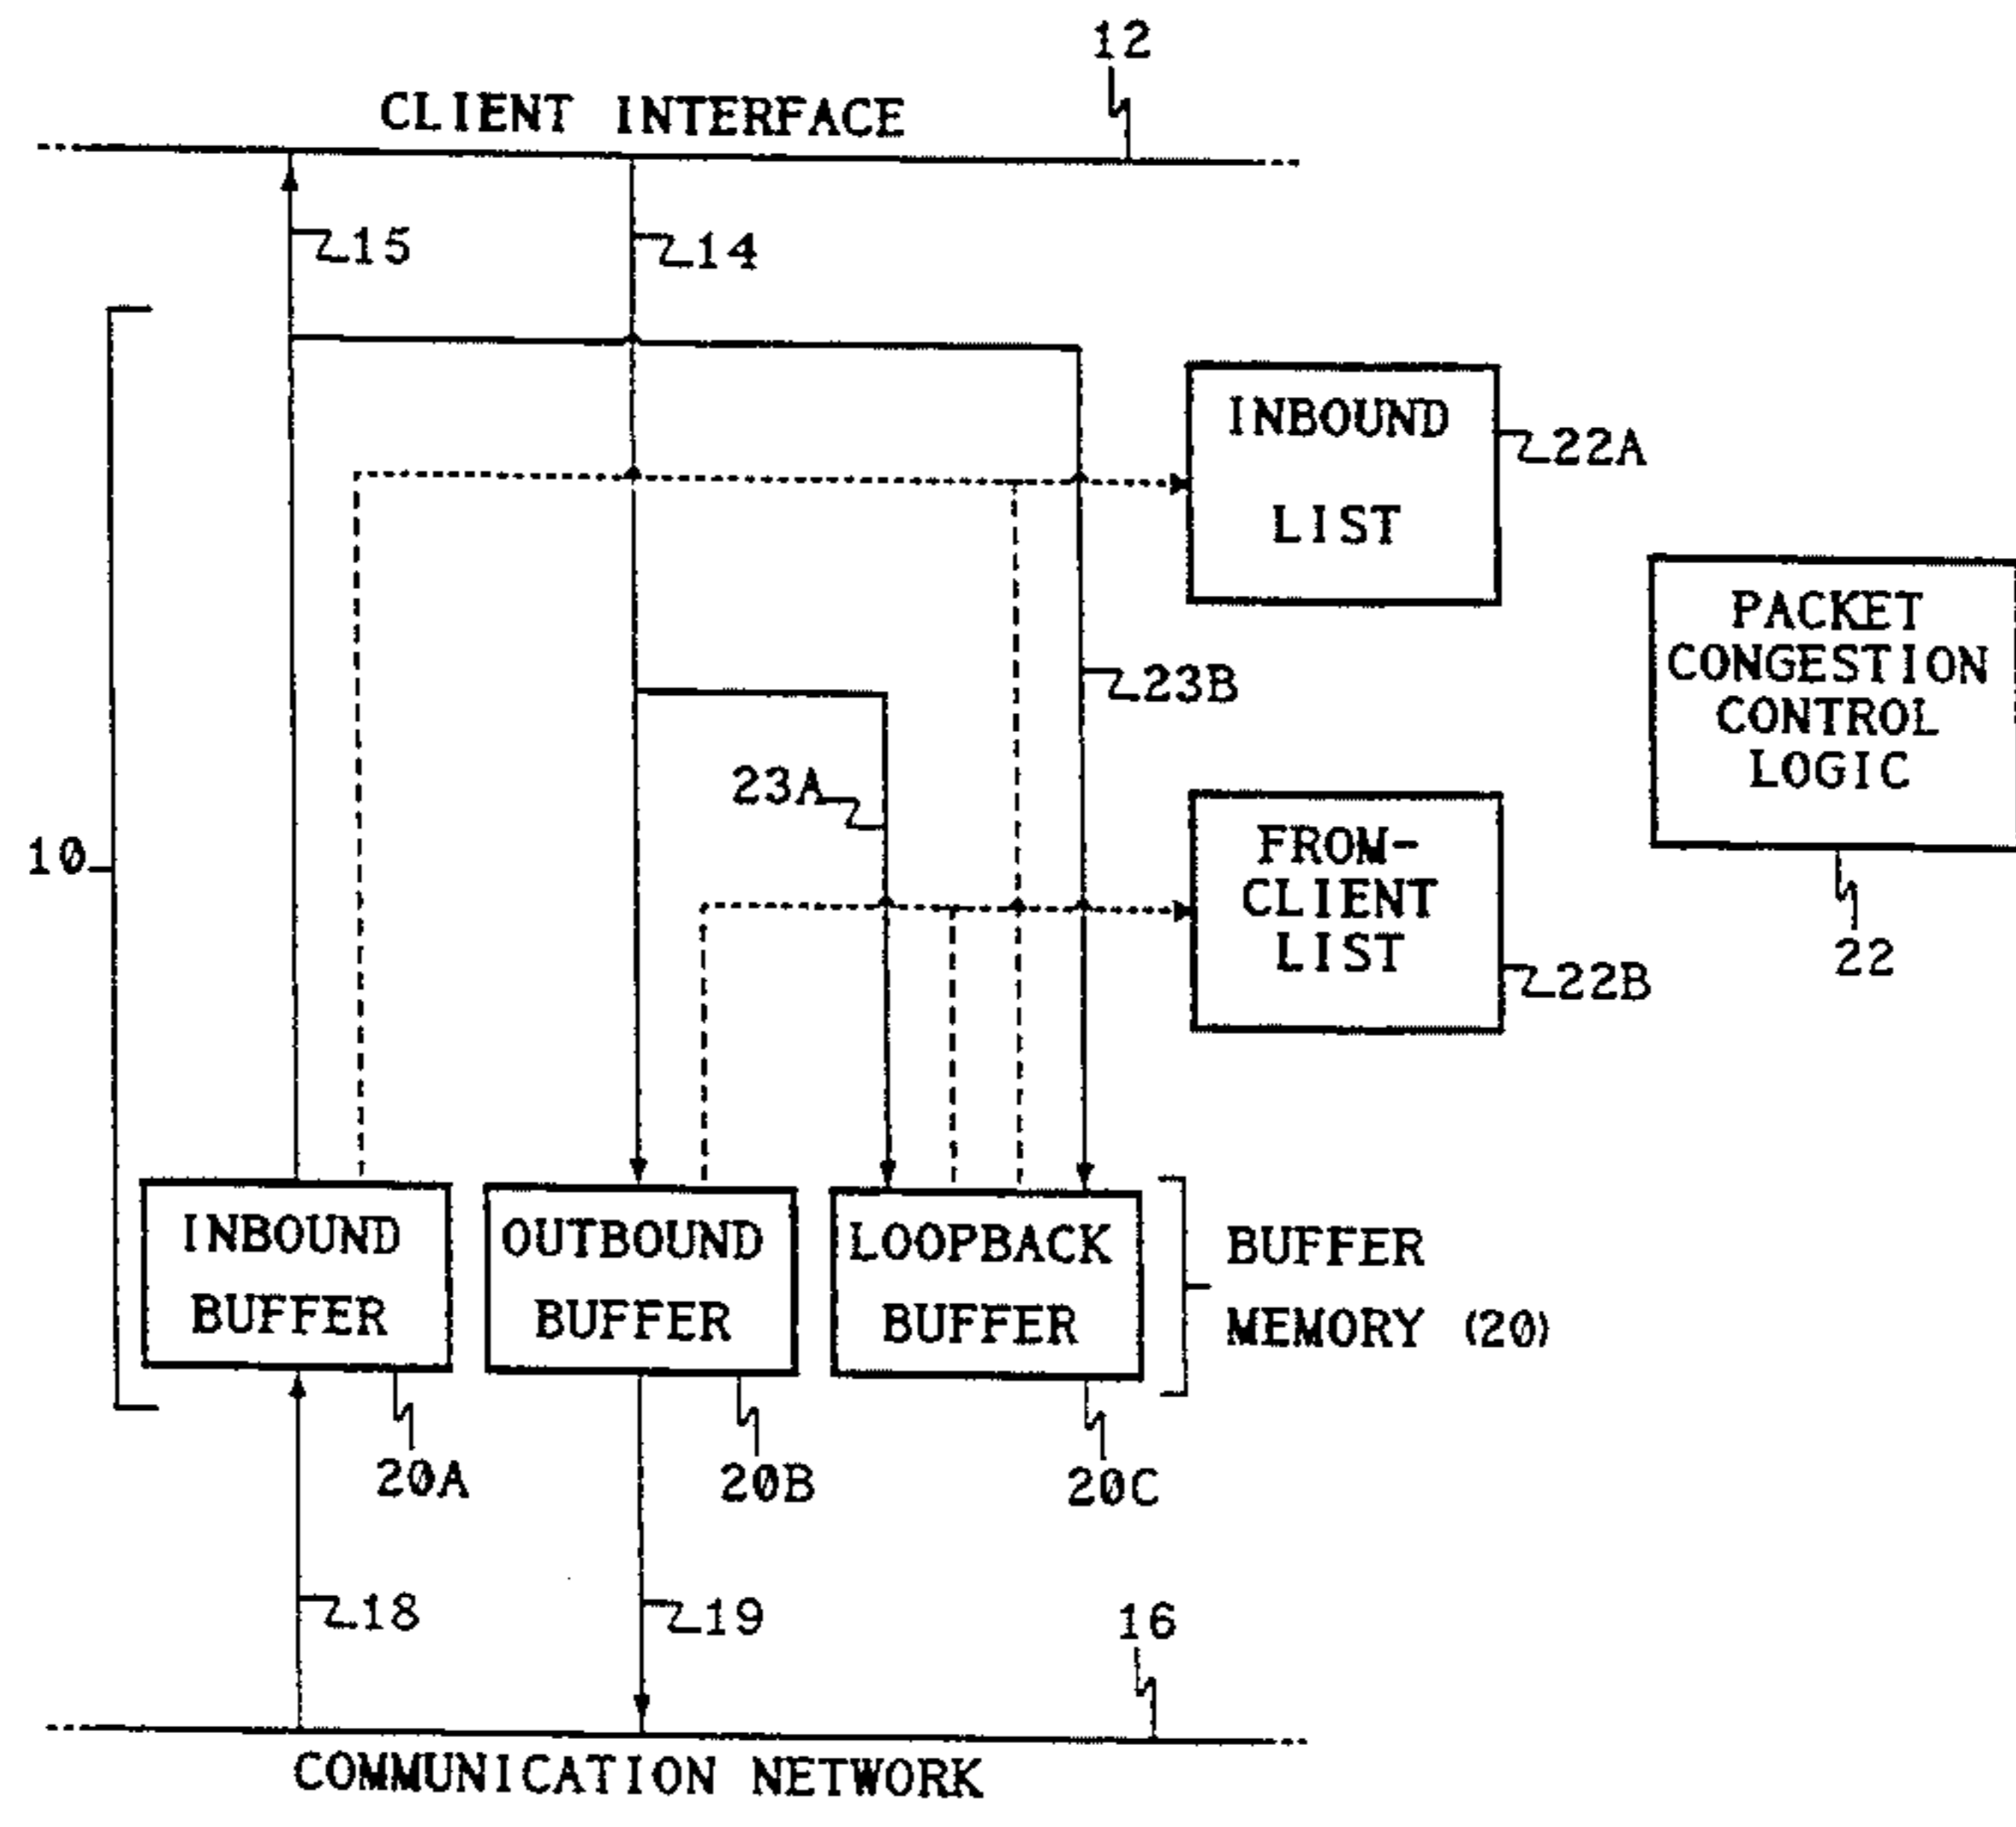 12
CLIENT INTERFACE
15
14
INBOUND
LIST
22A
PACKET
CONGESTION
CONTROL
LOGIC
22
23B
23A
10
FROM-
CLIENT
LIST
22B
INBOUND
BUFFER
OUTBOUND
BUFFER
LOOPBACK
BUFFER
BUFFER
MEMORY (20)
20A
20B
20C
18
19
16
COMMUNICATION NETWORK